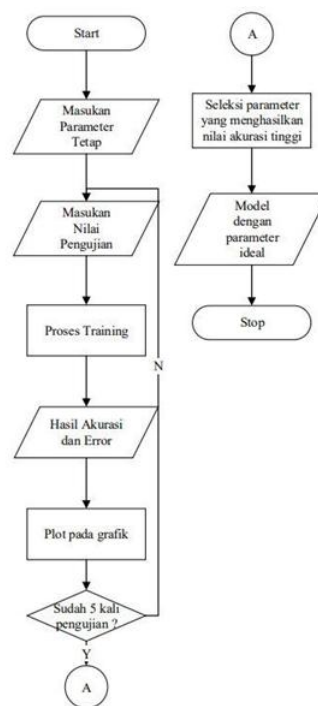 Start
Masukan
Parameter
Tetap
Masukan
Nilai
Pengujian
Proses Training
Hasil Akurasi
dan Error
Plot pada grafik
Sudah 5 kali
pengujian ?
N
Y
A
A
Seleksi parameter
yang menghasilkan
nilai akurasi tinggi
Model
dengan
parameter
ideal
Stop